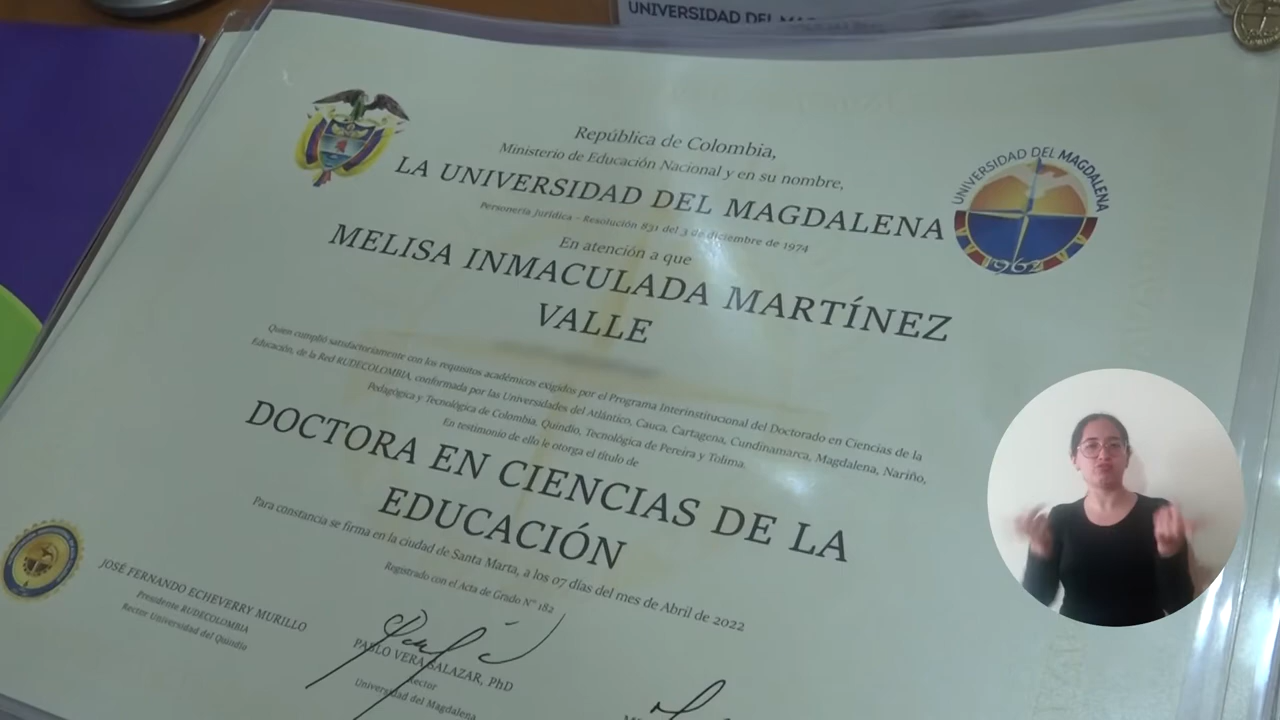 UNIVERSIDAD DEL
República de Colombia,
Ministerio de Educación Nacional y en su nombre,
LA UNIVERSIDAD DEL MAGDALENA
Personería Jurídica - Resolución 831 del 3 de diciembre de 1974
UNIVERSIDAD DEL MAGDALENA
1962
En atención a que
MELISA INMACULADA MARTÍNEZ
VALLE
Quien cumplió satisfactoriamente con los requisitos académicos exigidos por el Programa Interinstitucional del Doctorado en Ciencias de la
Educación, de la Red RUDECOLOMBIA, conformada por las Universidades del Atlántico, Cauca, Cartagena, Cundinamarca, Magdalena, Nariño,
Pedagógica y Tecnológica de Colombia, Quindío, Tecnológica de Pereira y Tolima.
En testimonio de ello le otorga el título de
DOCTORA EN CIENCIAS DE LA
EDUCACIÓN
Para constancia se firma en la ciudad de Santa Marta, a los 07 días del mes de Abril de 2022
Registrado con el Acta de Grado N° 182
JOSÉ FERNANDO ECHEVERRY MURILLO
Presidente RUDECOLOMBIA
Rector Universidad del Quindío
PABLO VERA SALAZAR, PhD
Rector
Universidad del Magdalena